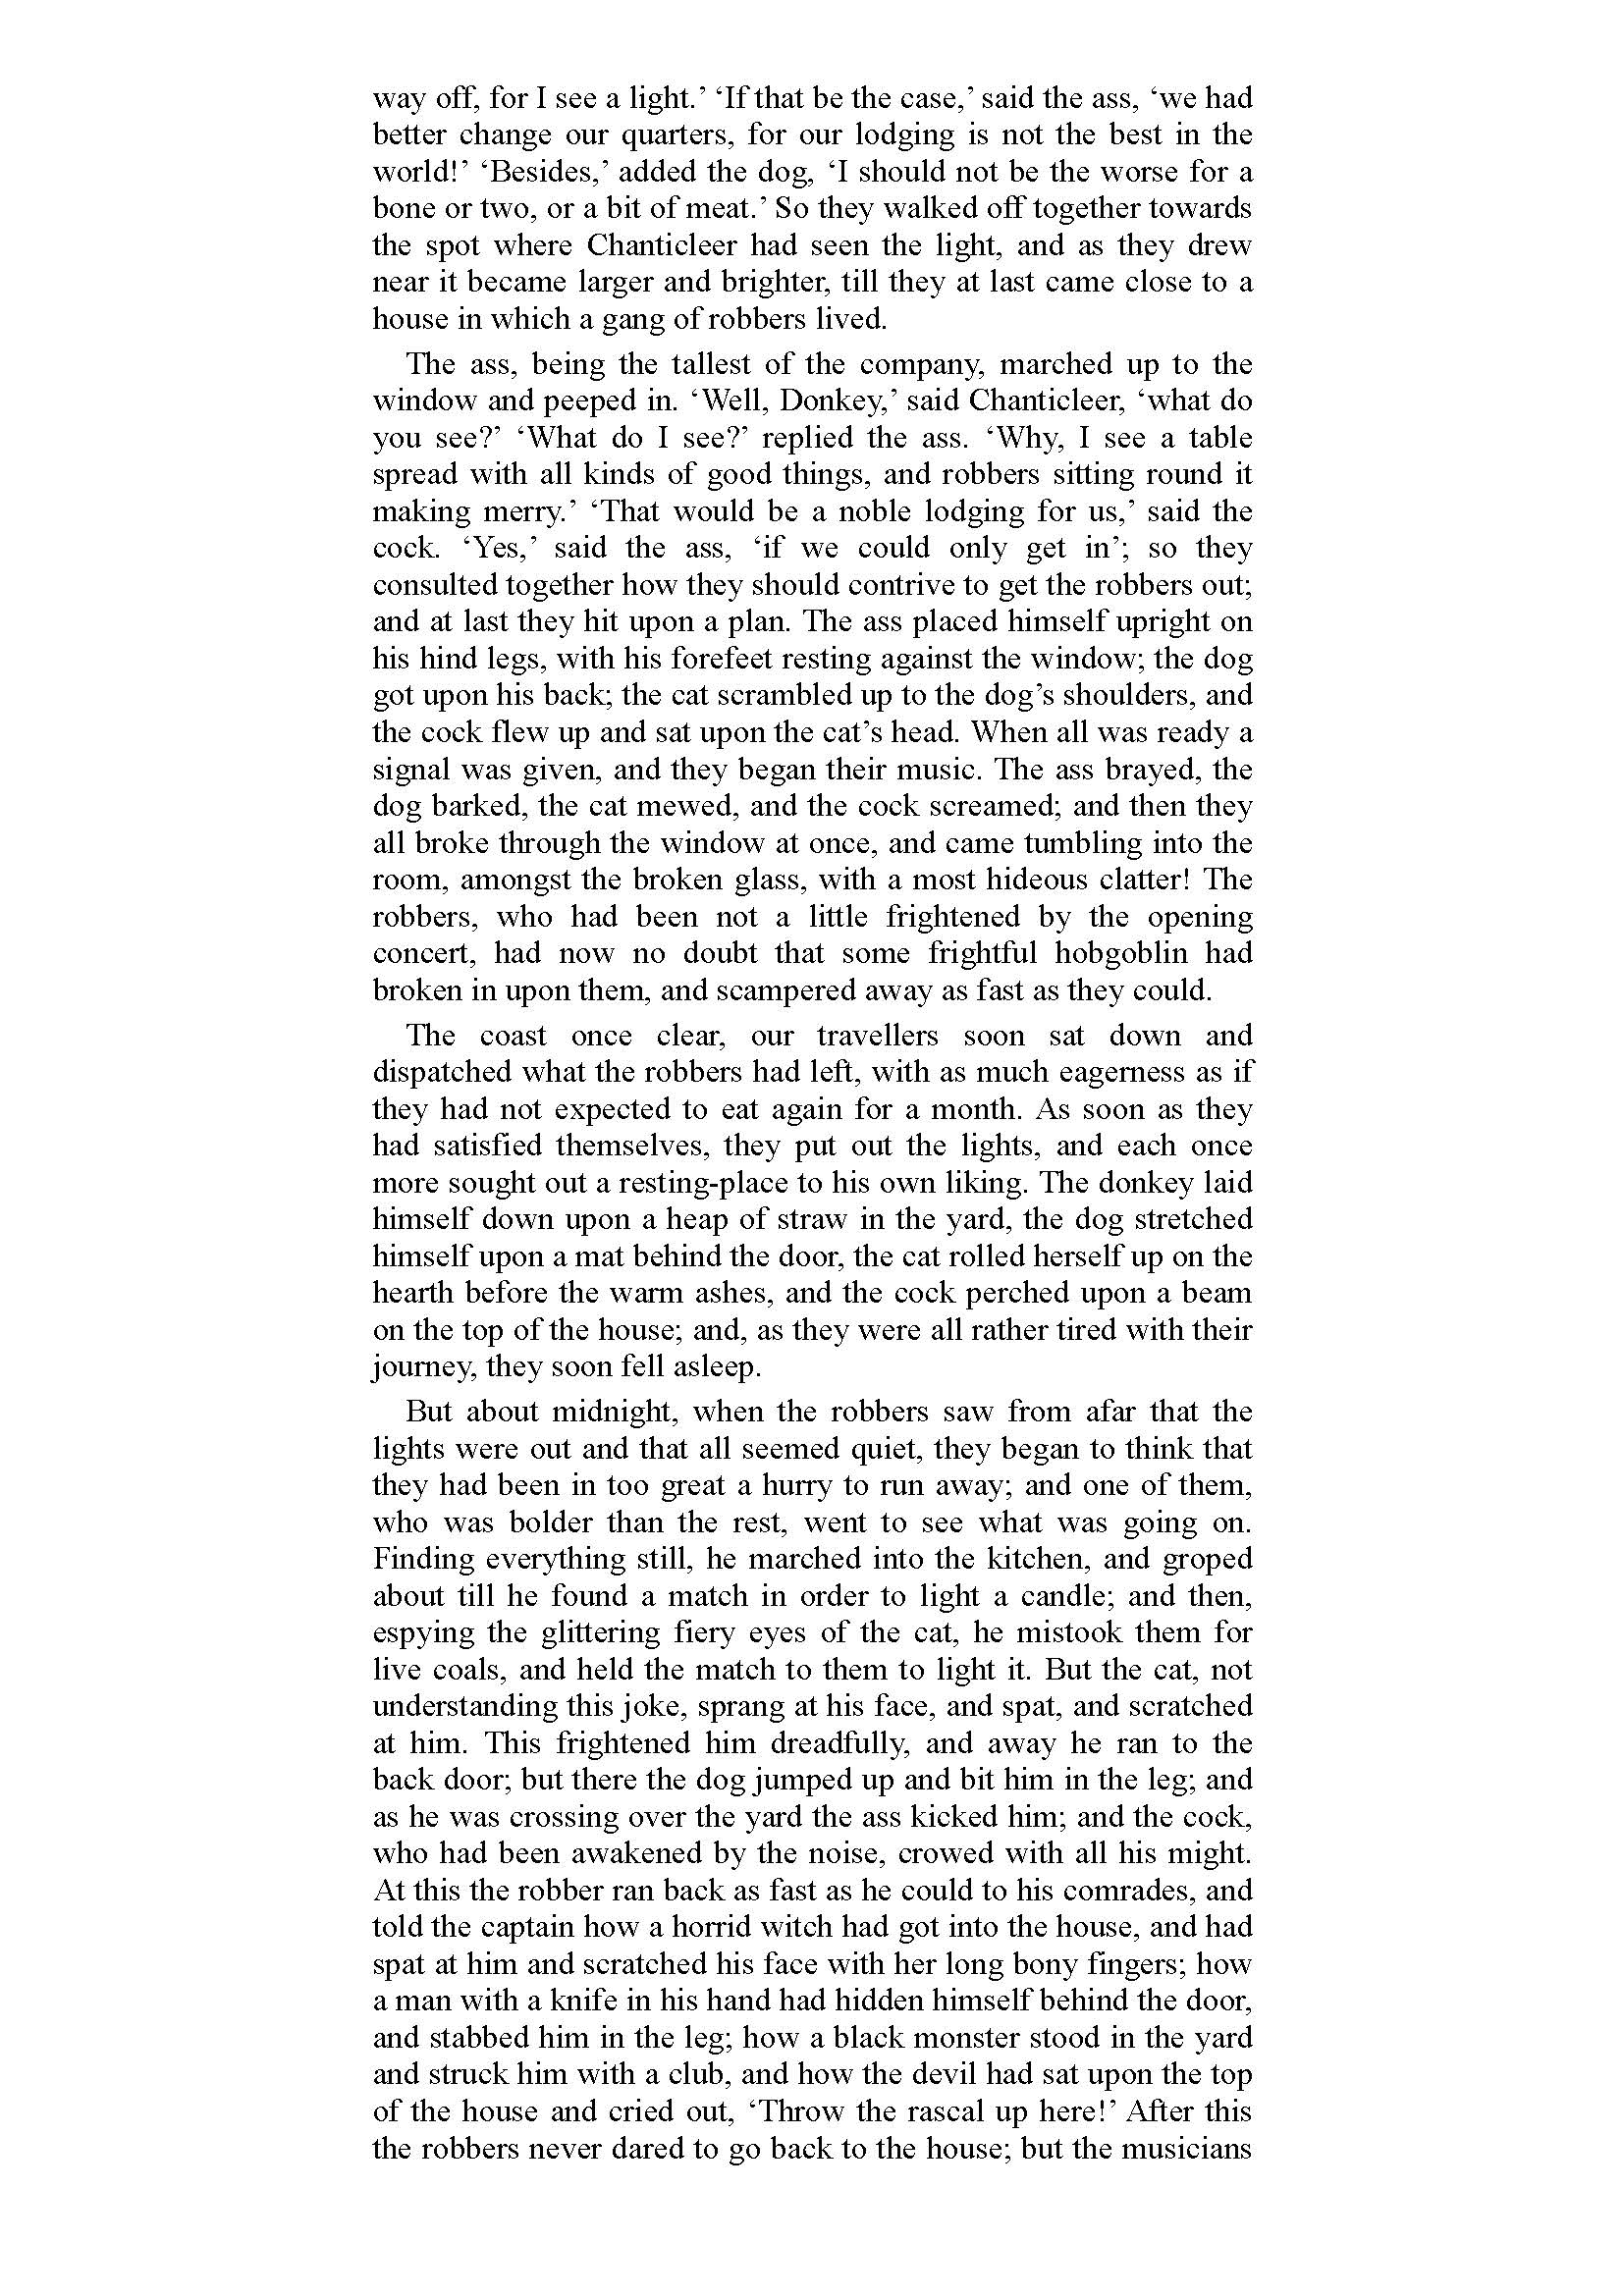 way off, for I see a light.’ ‘If that be the case,’ said the ass, ‘we had
better change our quarters, for our lodging is not the best in the
world!’ ‘Besides,’ added the dog, ‘I should not be the worse for a
bone or two, or a bit of meat.’ So they walked off together towards
the spot where Chanticleer had seen the light, and as they drew
near it became larger and brighter, till they at last came close to a
house in which a gang of robbers lived.
The ass, being the tallest of the company, marched up to the
window and peeped in. ‘Well, Donkey,’ said Chanticleer, ‘what do
you see?’ ‘What do I see?’ replied the ass. ‘Why, I see a table
spread with all kinds of good things, and robbers sitting round it
making merry.’ ‘That would be a noble lodging for us,’ said the
cock. ‘Yes,’ said the ass, ‘if we could only get in’; so they
consulted together how they should contrive to get the robbers out;
and at last they hit upon a plan. The ass placed himself upright on
his hind legs, with his forefeet resting against the window; the dog
got upon his back; the cat scrambled up to the dog’s shoulders, and
the cock flew up and sat upon the cat’s head. When all was ready a
signal was given, and they began their music. The ass brayed, the
dog barked, the cat mewed, and the cock screamed; and then they
all broke through the window at once, and came tumbling into the
room, amongst the broken glass, with a most hideous clatter! The
robbers, who had been not a little frightened by the opening
concert, had now no doubt that some frightful hobgoblin had
broken in upon them, and scampered away as fast as they could.
The coast once clear, our travellers soon sat down and
dispatched what the robbers had left, with as much eagerness as if
they had not expected to eat again for a month. As soon as they
had satisfied themselves, they put out the lights, and each once
more sought out a resting-place to his own liking. The donkey laid
himself down upon a heap of straw in the yard, the dog stretched
himself upon a mat behind the door, the cat rolled herself up on the
hearth before the warm ashes, and the cock perched upon a beam
on the top of the house; and, as they were all rather tired with their
journey, they soon fell asleep.
But about midnight, when the robbers saw from afar that the
lights were out and that all seemed quiet, they began to think that
they had been in too great a hurry to run away; and one of them,
who was bolder than the rest, went to see what was going on.
Finding everything still, he marched into the kitchen, and groped
about till he found a match in order to light a candle; and then,
espying the glittering fiery eyes of the cat, he mistook them for
live coals, and held the match to them to light it. But the cat, not
understanding this joke, sprang at his face, and spat, and scratched
at him. This frightened him dreadfully, and away he ran to the
back door; but there the dog jumped up and bit him in the leg; and
as he was crossing over the yard the ass kicked him; and the cock,
who had been awakened by the noise, crowed with all his might.
At this the robber ran back as fast as he could to his comrades, and
told the captain how a horrid witch had got into the house, and had
spat at him and scratched his face with her long bony fingers; how
a man with a knife in his hand had hidden himself behind the door,
and stabbed him in the leg; how a black monster stood in the yard
and struck him with a club, and how the devil had sat upon the top
of the house and cried out, ‘Throw the rascal up here!’ After this
the robbers never dared to go back to the house; but the musicians